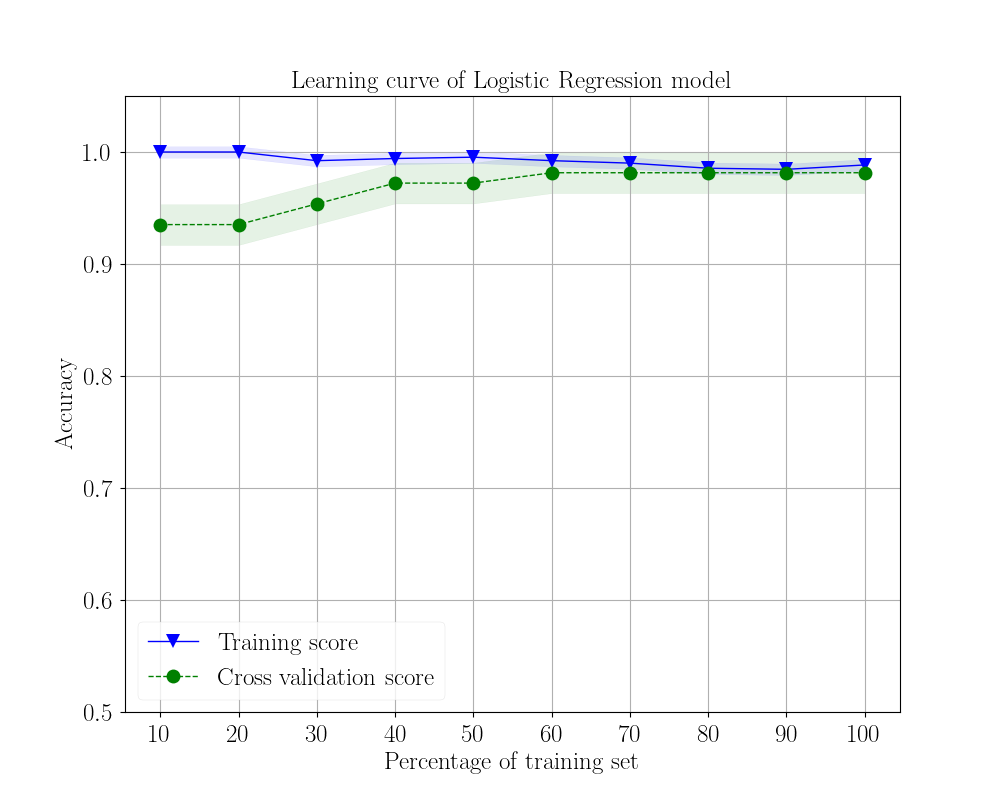 Learning curve of Logistic Regression model
1.0
0.9
0.8
0.7
0.6
0.5
Accuracy
Training score
Cross validation score
10 20 30 40 50 60 70 80 90 100
Percentage of training set